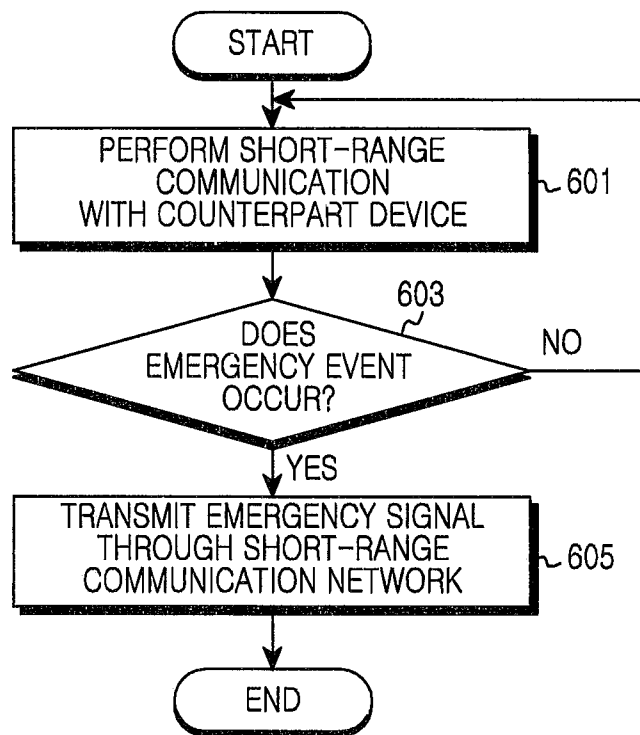 START
PERFORM SHORT-RANGE
COMMUNICATION
WITH COUNTERPART DEVICE
601
603
DOES
EMERGENCY EVENT
OCCUR?
NO
YES
TRANSMIT EMERGENCY SIGNAL
THROUGH SHORT-RANGE
COMMUNICATION NETWORK
605
END